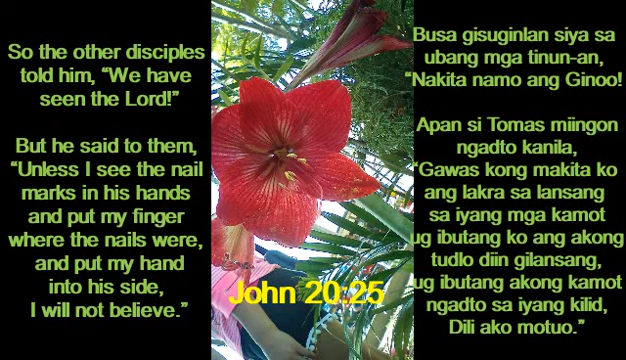 So the other disciples
told him, “We have
seen the Lord!”
But he said to them,
“Unless I see the nail
marks in his hands
and put my finger
where the nails were,
and put my hand
into his side,
I will not believe.”
John 20:25
Busa gisuginlan siya sa
ubang mga tinun-an,
“Nakita namo ang Ginoo!
Apan si Tomas miingon
ngadto kanila,
“Gawas kong makita ko
ang lakra sa lansang
sa iyang mga kamot
ug ibutang ko ang akong
tudlo diin gilansang,
ug ibutang akong kamot
ngadto sa iyang kilid,
Dili ako motuo.”